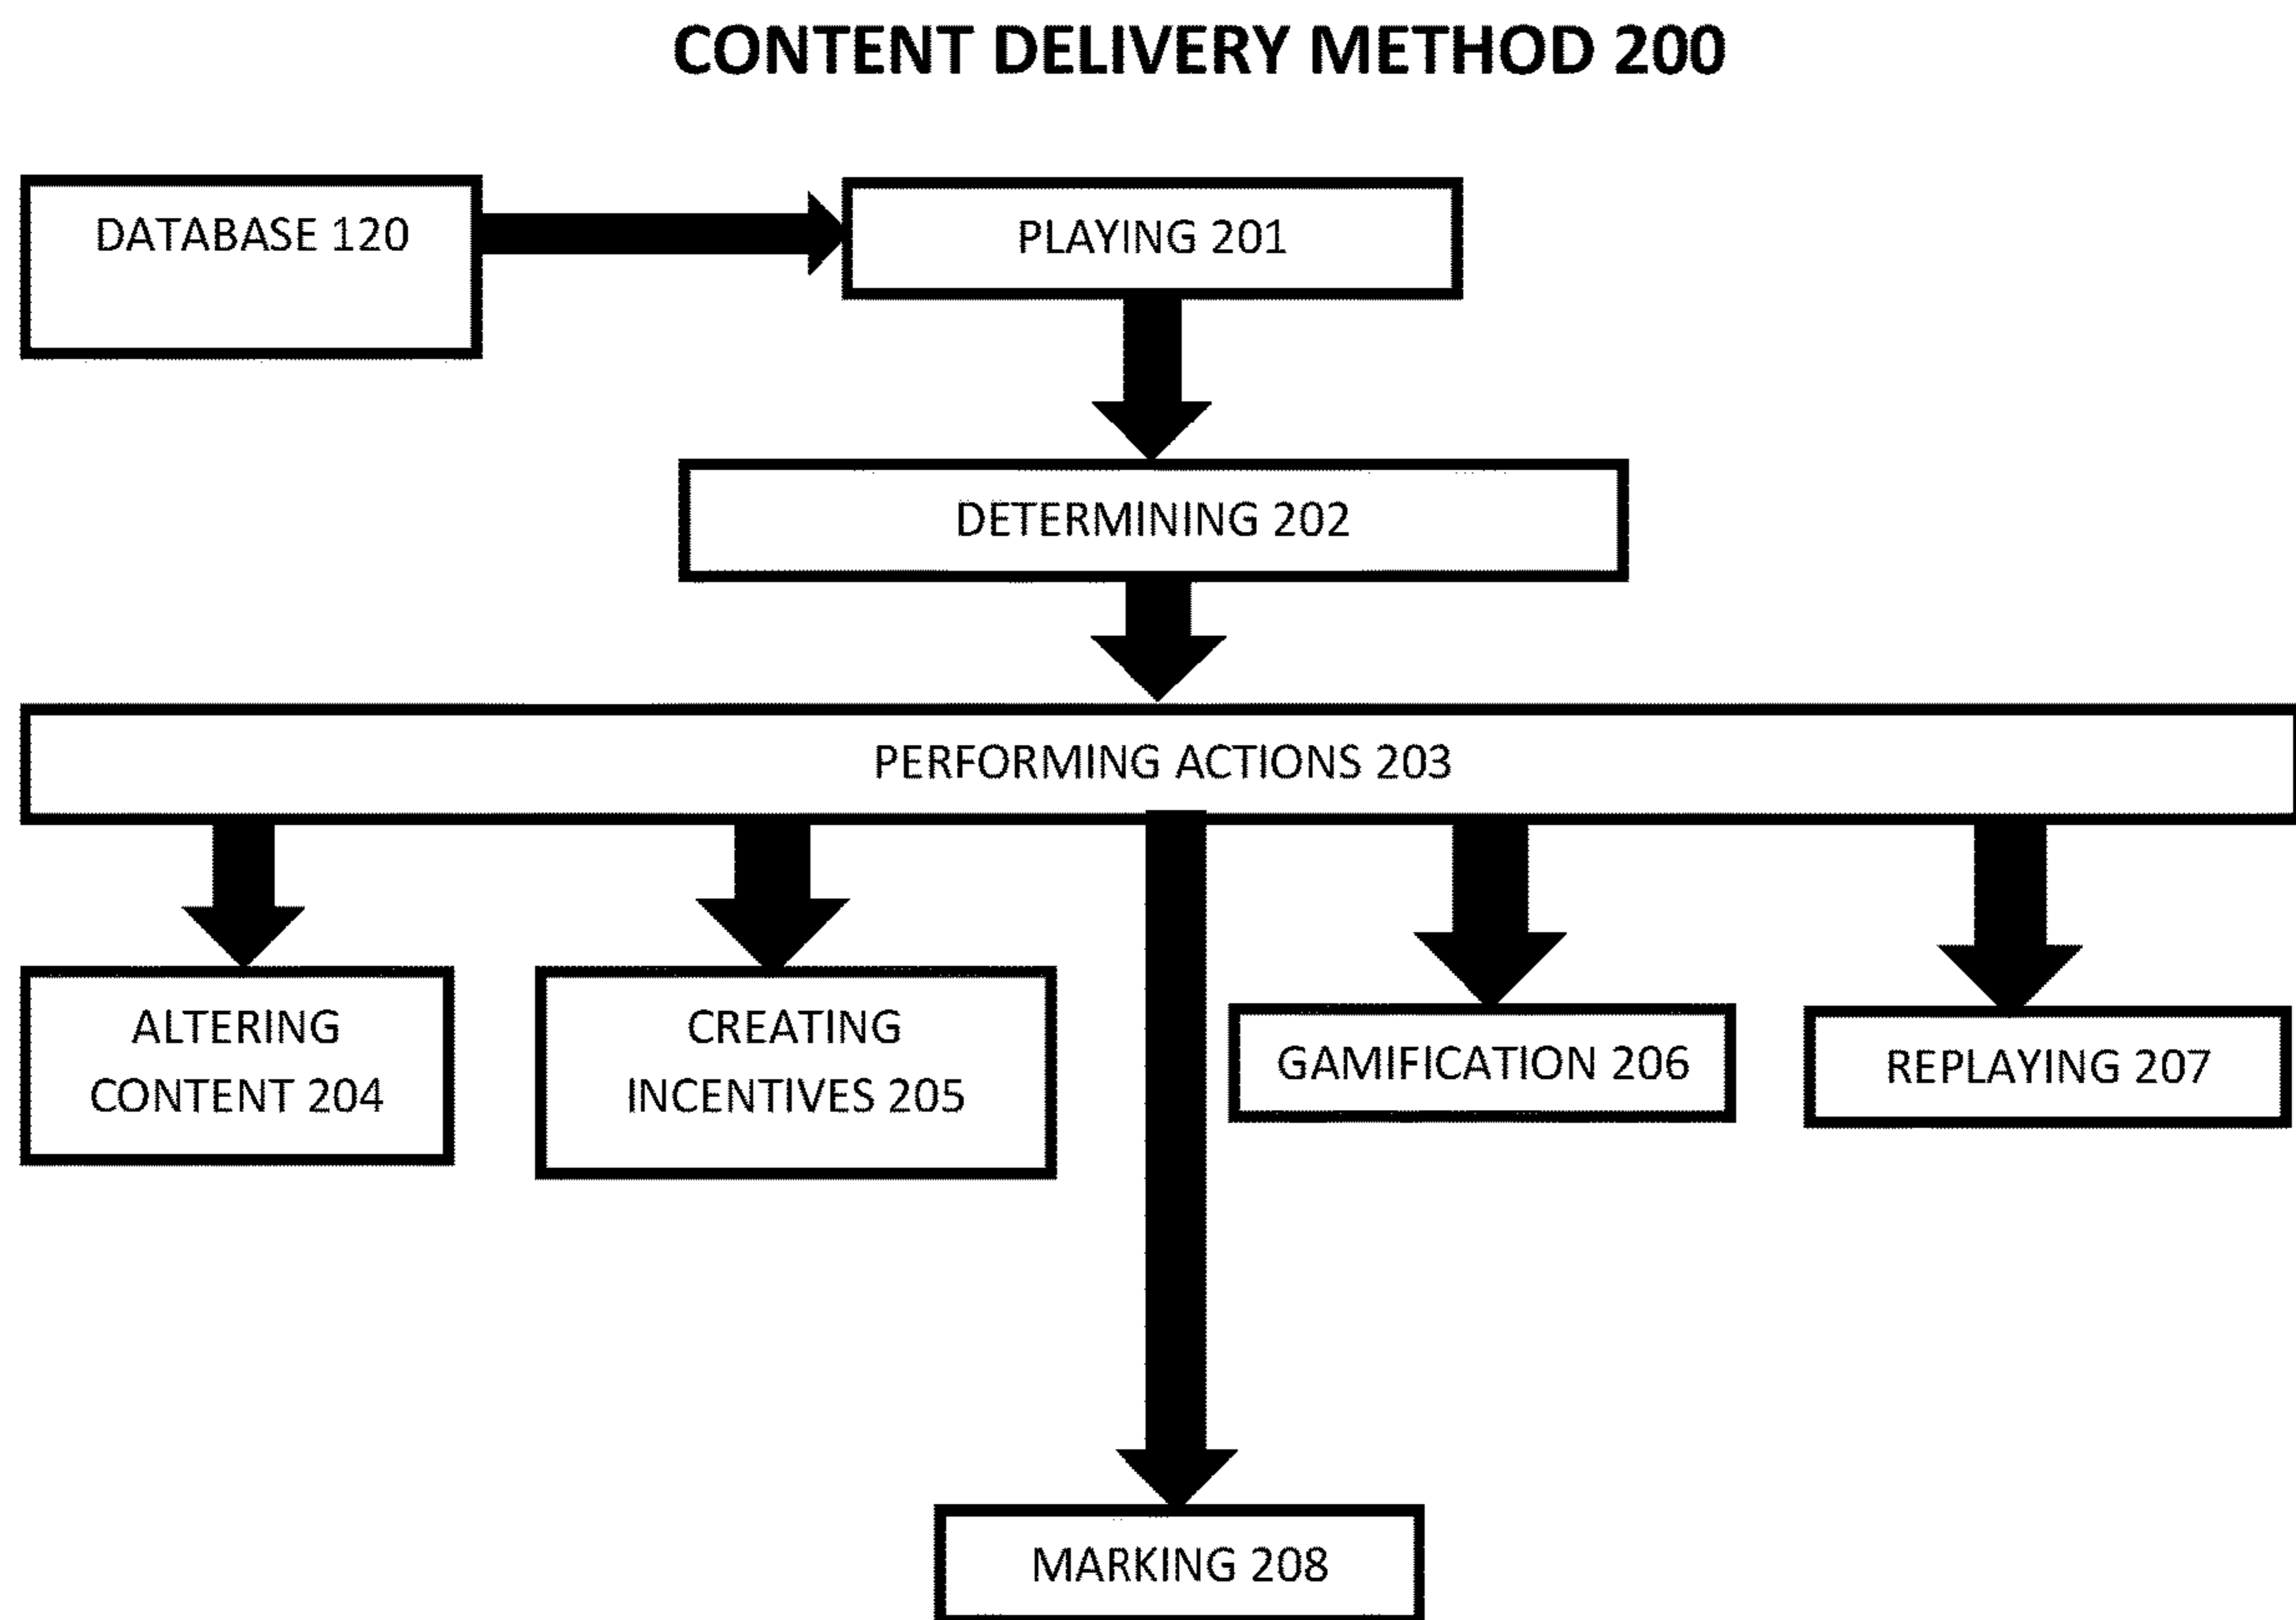 CONTENT DELIVERY METHOD 200
DATABASE 120
PLAYING 201
DETERMINING 202
PERFORMING ACTIONS 203
ALTERING
CONTENT 204
CREATING
INCENTIVES 205
GAMIFICATION 206
REPLAYING 207
MARKING 208